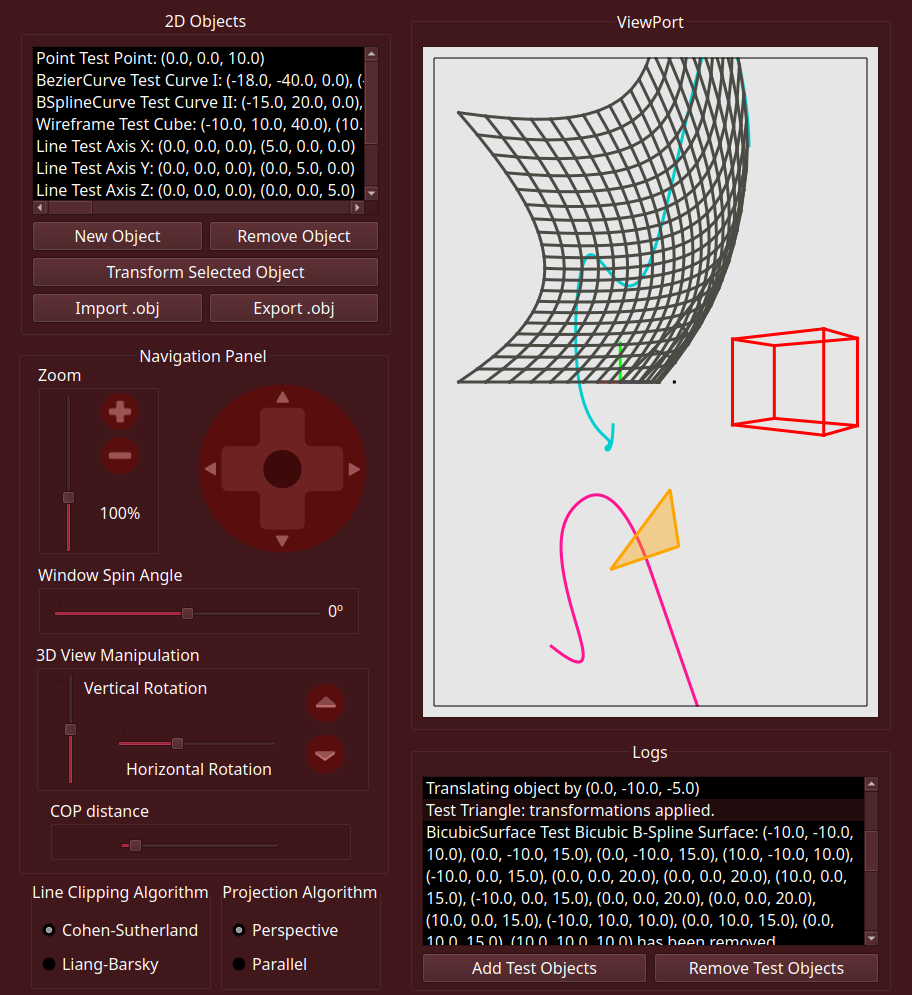 2D Objects
Point Test Point: (0.0, 0.0, 10.0)
BezierCurve Test Curve I: (-18.0, -40.0, 0.0), (-
BSplineCurve Test Curve II: (-15.0, 20.0, 0.0),
Wireframe Test Cube: (-10.0, 10.0, 40.0), (10.
Line Test Axis X: (0.0, 0.0, 0.0), (5.0, 0.0, 0.0)
Line Test Axis Y: (0.0, 0.0, 0.0), (0.0, 5.0, 0.0)
Line Test Axis Z: (0.0, 0.0, 0.0), (0.0, 0.0, 5.0)
New Object
Remove Object
Transform Selected Object
Import .obj
Export .obj
Navigation Panel
Zoom
100%
Window Spin Angle
0º
3D View Manipulation
Vertical Rotation
Horizontal Rotation
COP distance
Line Clipping Algorithm
Cohen-Sutherland
Liang-Barsky
Projection Algorithm
Perspective
Parallel
ViewPort
Logs
Translating object by (0.0, -10.0, -5.0)
Test Triangle: transformations applied.
BicubicSurface Test Bicubic B-Spline Surface: (-10.0, -10.0,
10.0), (0.0, -10.0, 15.0), (0.0, -10.0, 15.0), (10.0, -10.0, 10.0),
(-10.0, 0.0, 15.0), (0.0, 0.0, 20.0), (0.0, 0.0, 20.0), (10.0, 0.0,
15.0), (-10.0, 0.0, 15.0), (0.0, 0.0, 20.0), (0.0, 0.0, 20.0),
(10.0, 0.0, 15.0), (-10.0, 10.0, 10.0), (0.0, 10.0, 15.0), (0.0,
10.0, 15.0), (10.0, 10.0, 10.0) has been removed
Add Test Objects
Remove Test Objects